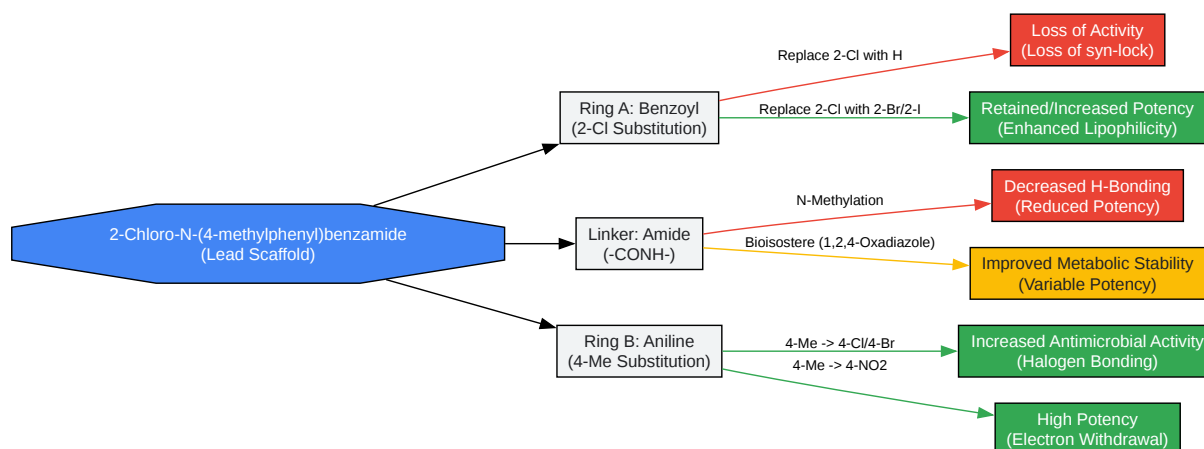 2-Chloro-N-(4-methylphenyl)benzamide
(Lead Scaffold)
Ring A: Benzoyl
(2-Cl Substitution)
Replace 2-Cl with H
Loss of Activity
(Loss of syn-lock)
Replace 2-Cl with 2-Br/2-I
Retained/Increased Potency
(Enhanced Lipophilicity)
Linker: Amide
(-CONH-)
N-Methylation
Decreased H-Bonding
(Reduced Potency)
Bioisostere (1,2,4-Oxadiazole)
Improved Metabolic Stability
(Variable Potency)
Ring B: Aniline
(4-Me Substitution)
4-Me -> 4-Cl/4-Br
Increased Antimicrobial Activity
(Halogen Bonding)
4-Me -> 4-NO2
High Potency
(Electron Withdrawal)